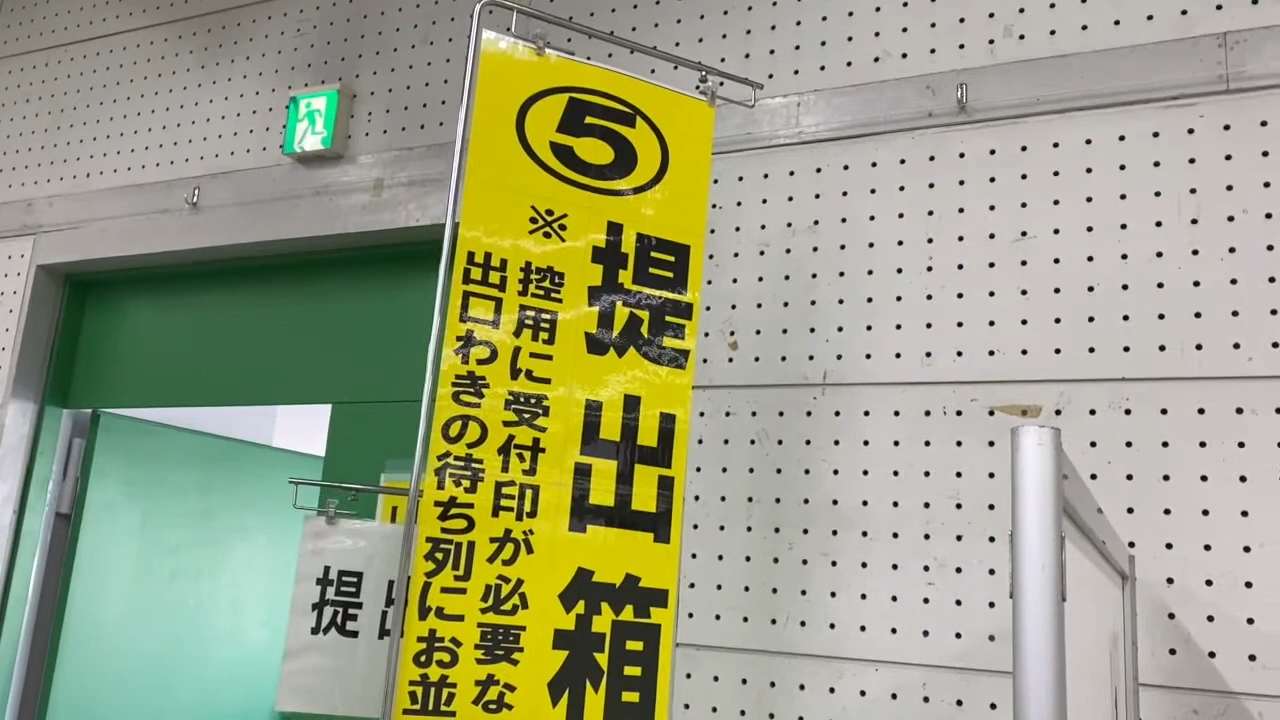 ⑤
提出箱
※控用に受付印が必要な
出口わきの待ち列にお並
提出